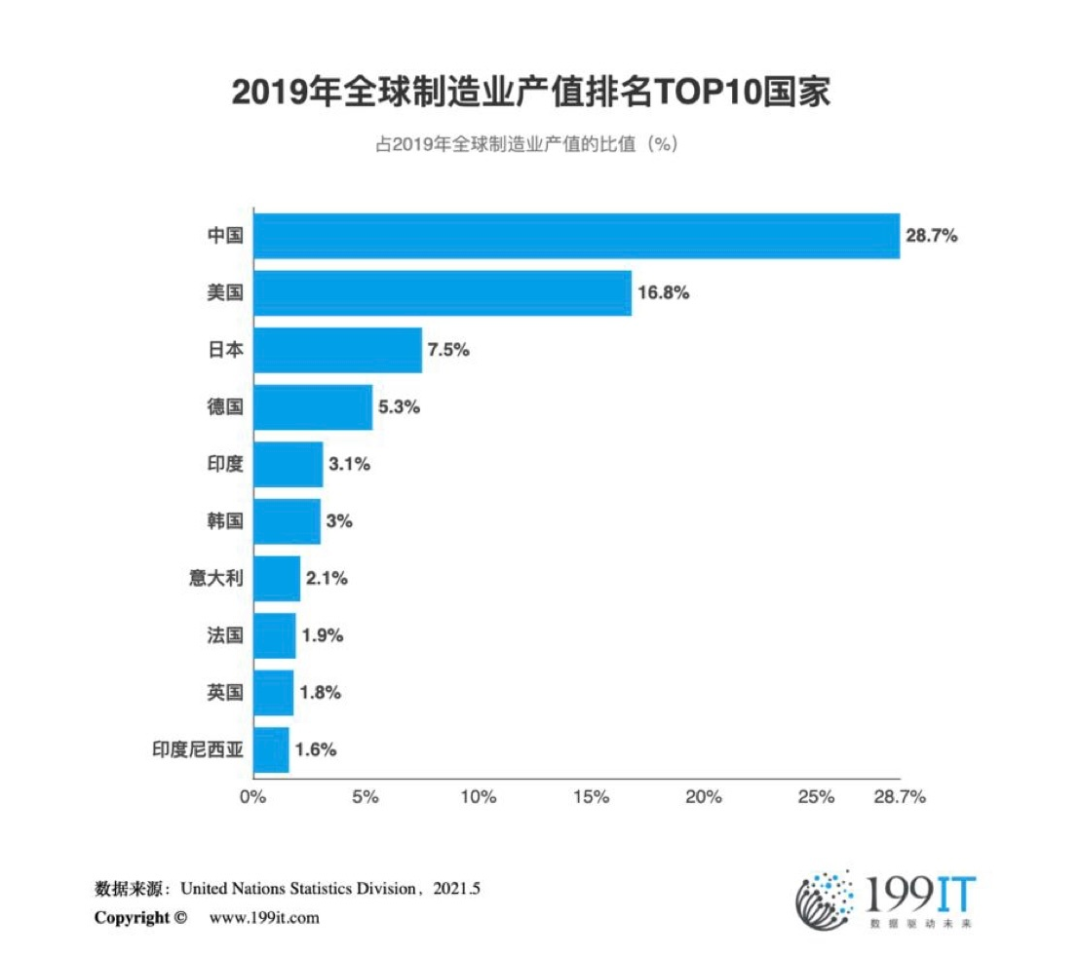 2019年全球制造业产值排名TOP10国家
占2019年全球制造业产值的比值（%）
中国 28.7%
美国 16.8%
日本 7.5%
德国 5.3%
印度 3.1%
韩国 3%
意大利 2.1%
法国 1.9%
英国 1.8%
印度尼西亚 1.6%
0% 5% 10% 15% 20% 25% 28.7%
数据来源：United Nations Statistics Division，2021.5
Copyright © www.199it.com
199IT
数据驱动未来